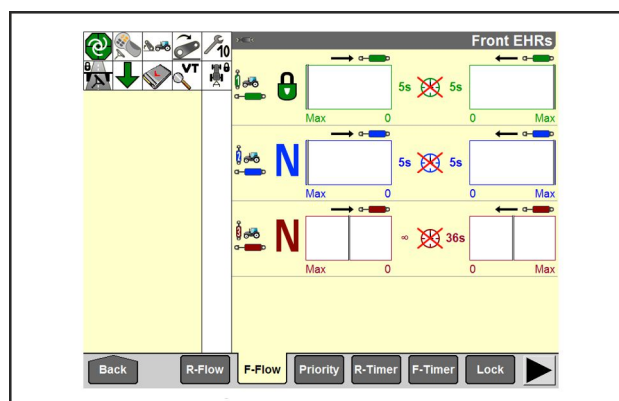 Front EHRs
10
VT
5s 5s
Max 0 0 Max
N 5s 5s
Max 0 0 Max
N ∞ 36s
Max 0 0 Max
Back R-Flow F-Flow Priority R-Timer F-Timer Lock